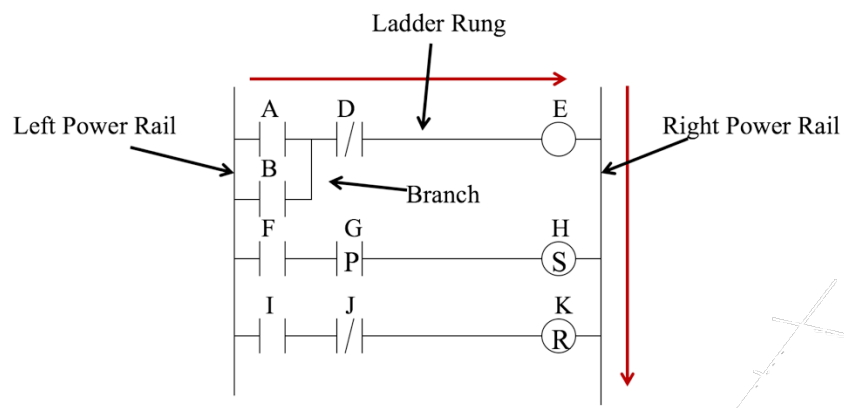 Ladder Rung
A D E
Left Power Rail
Right Power Rail
B
Branch
F G H
P S
I J K
R